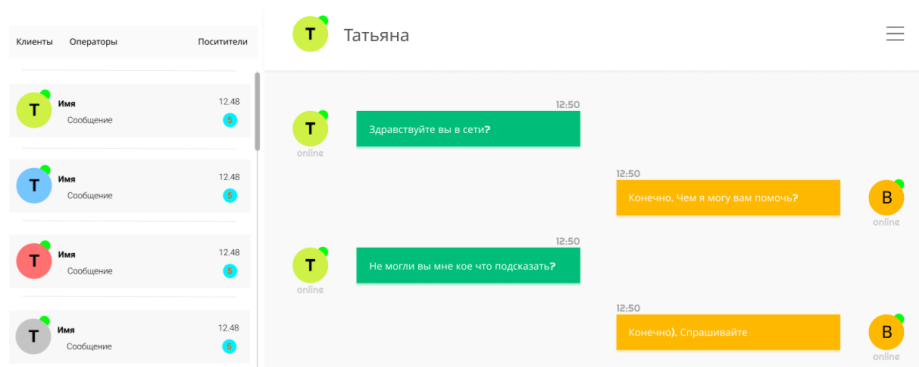 Клиенты Операторы Поситители
Т Имя 12.48
Сообщение 5
Т Имя 12.48
Сообщение 5
Т Имя 12.48
Сообщение 5
Т Имя 12.48
Сообщение 5
Т Татьяна
12:50
Т Здравствуйте вы в сети?
online
12:50
Конечно, Чем я могу вам помочь? В
online
12:50
Т Не могли вы мне кое что подсказать?
online
12:50
Конечно), Спрашивайте В
online